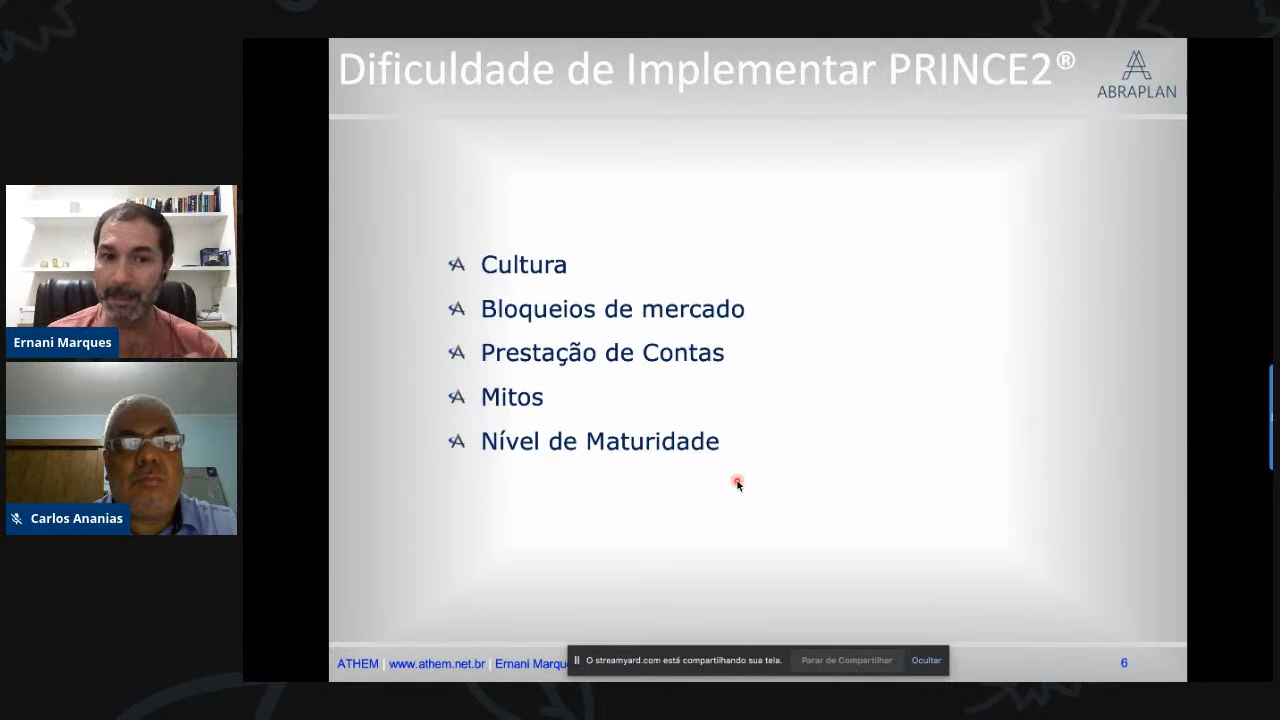 Dificuldade de Implementar PRINCE2®
ABRAPLAN
Cultura
Bloqueios de mercado
Prestação de Contas
Mitos
Nível de Maturidade
Ernani Marques
Carlos Ananias
ATHEM | www.athem.net.br | Ernani Marqu
O streamyard.com está compartilhando sua tela.
Parar de Compartilhar
Ocultar
6